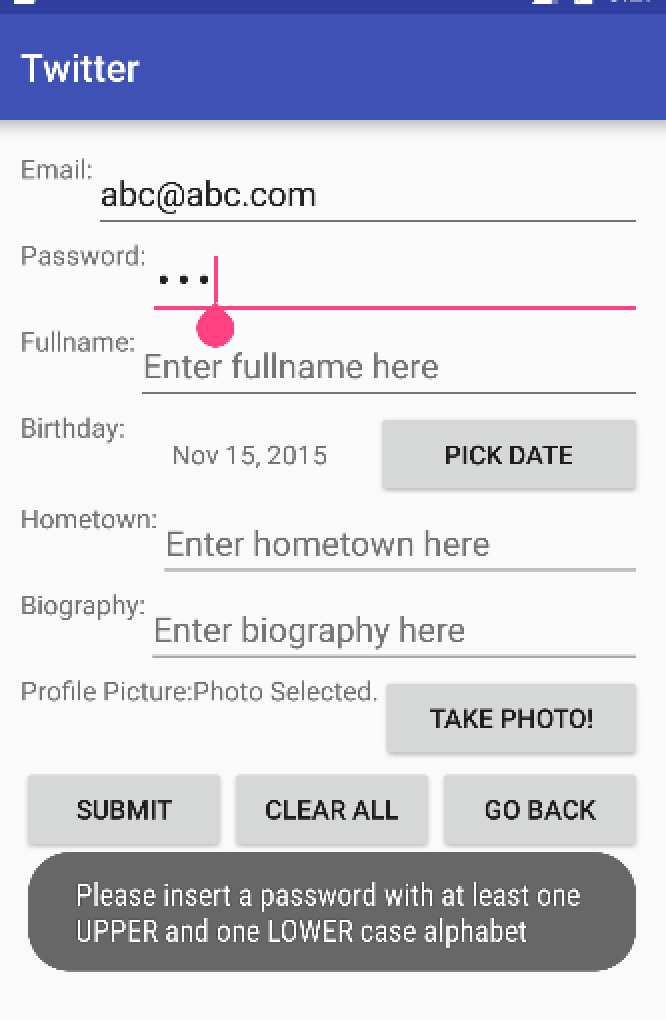 Twitter
Email:
abc@abc.com
Password:
•••
Fullname:
Enter fullname here
Birthday:
Nov 15, 2015
PICK DATE
Hometown:
Enter hometown here
Biography:
Enter biography here
Profile Picture:Photo Selected.
TAKE PHOTO!
SUBMIT CLEAR ALL GO BACK
Please insert a password with at least one
UPPER and one LOWER case alphabet